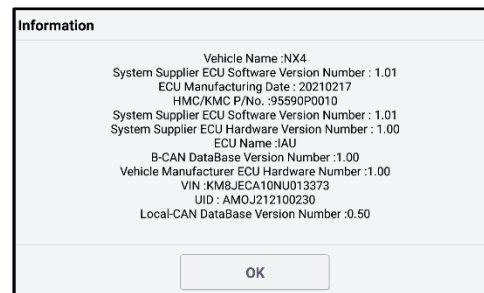 Information
Vehicle Name :NX4
System Supplier ECU Software Version Number : 1.01
ECU Manufacturing Date : 20210217
HMC/KMC P/No. :95590P0010
System Supplier ECU Software Version Number : 1.01
System Supplier ECU Hardware Version Number : 1.00
ECU Name :IAU
B-CAN DataBase Version Number :1.00
Vehicle Manufacturer ECU Hardware Number :1.00
VIN :KM8JECA10NU013373
UID : AMOJ212100230
Local-CAN DataBase Version Number :0.50
OK